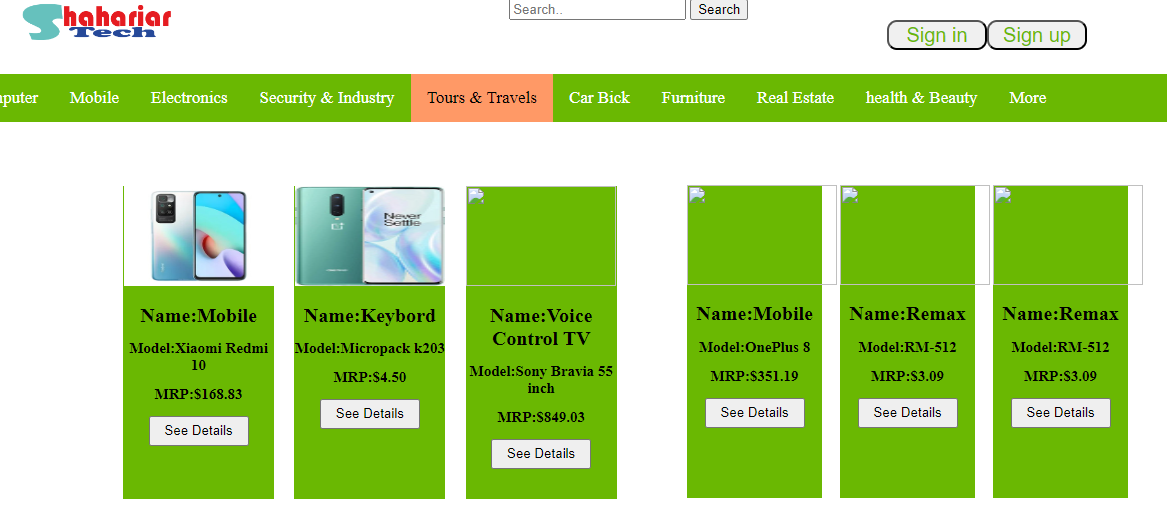 Shahariar
Tech
Search.. Search
Sign in Sign up
puter Mobile Electronics Security & Industry Tours & Travels Car Bick Furniture Real Estate health & Beauty More
Never
Settle
Name:Mobile
Model:Xiaomi Redmi
10
MRP:$168.83
See Details
Name:Keybord
Model:Micropack k203
MRP:$4.50
See Details
Name:Voice
Control TV
Model:Sony Bravia 55
inch
MRP:$849.03
See Details
Name:Mobile
Model:OnePlus 8
MRP:$351.19
See Details
Name:Remax
Model:RM-512
MRP:$3.09
See Details
Name:Remax
Model:RM-512
MRP:$3.09
See Details